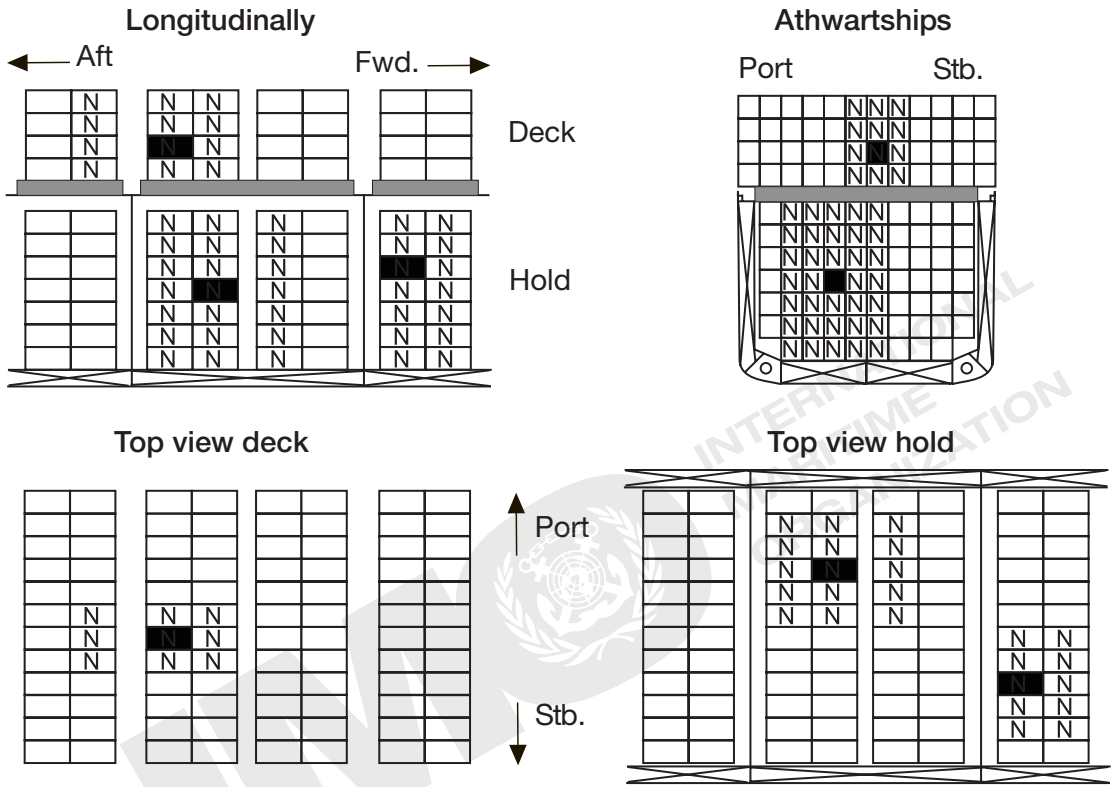 Longitudinally
Aft
Fwd.
N N N
N N N
N N N
N N N
Deck
N N N N N
N N N N N
N N N N N
N N N N N
N N N N N
N N N N N
N N N N N
Hold
Athwartships
Port
Stb.
N N N
N N N
N N N
N N N
N N N N N
N N N N N
N N N N N
N N N N
N N N N N
N N N N N
N N N N N
Top view deck
N N N
N N N
N N N
Port
Stb.
Top view hold
N N N
N N N
N N N
N N N
N N N
N N
N N
N N
N N
N N
INTERNATIONAL
MARITIME
ORGANIZATION
IMO